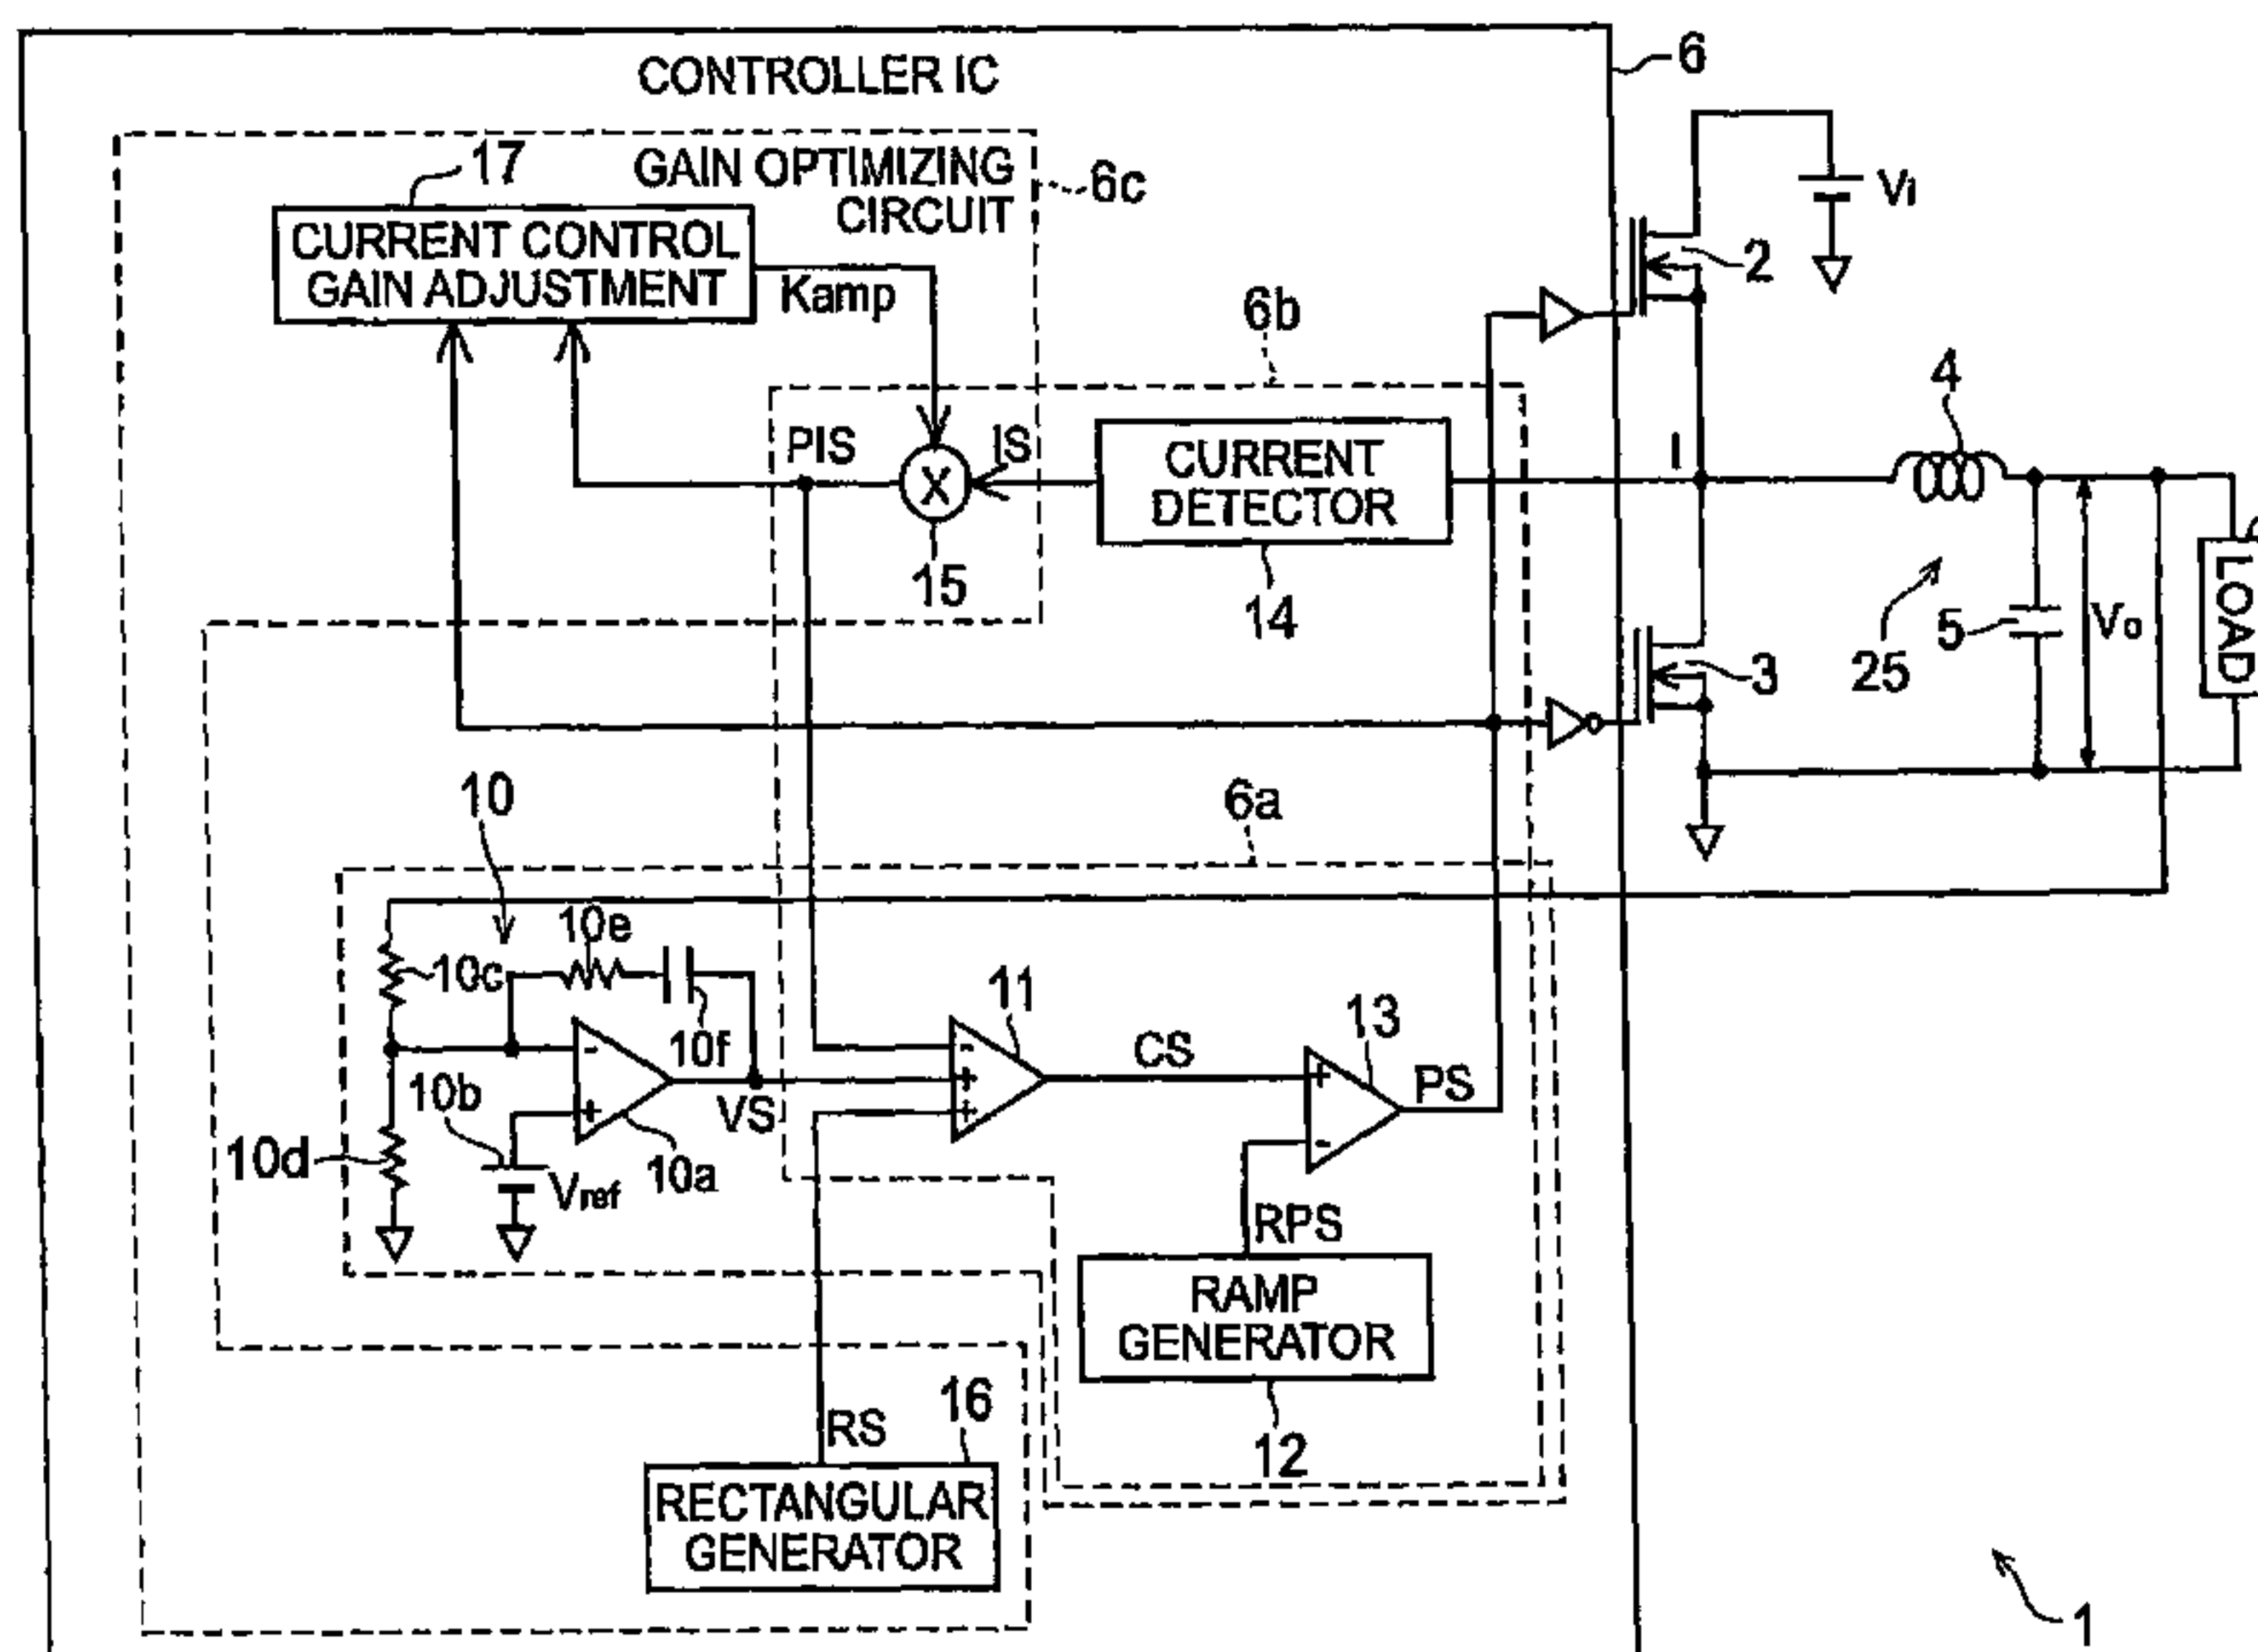 CONTROLLER IC
6
17
GAIN OPTIMIZING
CIRCUIT
6c
CURRENT CONTROL
GAIN ADJUSTMENT
Kamp
Vi
2
6b
4
PIS
X
IS
CURRENT
DETECTOR
I
15
14
25
5
Vo
LOAD
3
10
6a
10e
10c
10f
11
13
CS
PS
-
+
-
+
+
+
-
10b
VS
10d
Vref
10a
RPS
RAMP
GENERATOR
16
RS
12
RECTANGULAR
GENERATOR
1